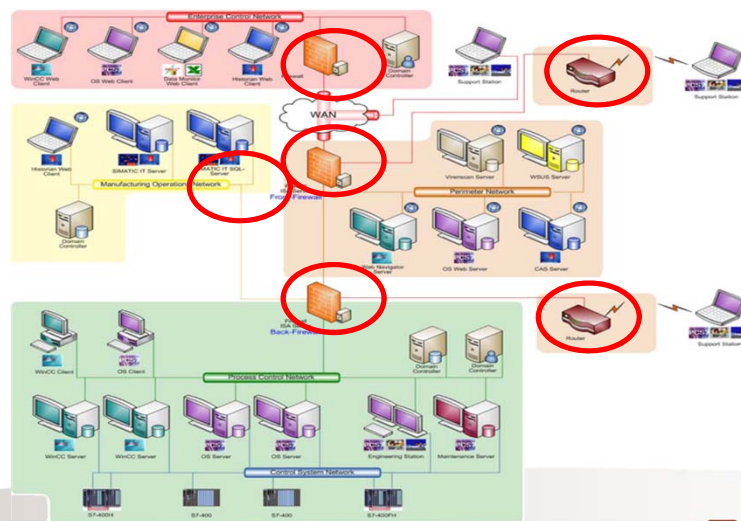 Enterprise Control Network
WinCC Web
Client
OS Web Client
Data Monitor
Web Client
Historian Web
Client
Firewall
Domain
Controller
Support Station
Router
Support Station
WAN
Historian Web
Client
SIMATIC IT Server
SIMATIC IT SQL-
Server
Manufacturing Operations Network
Domain
Controller
ISA Server
Front-Firewall
Virenscan Server
WSUS Server
Perimeter Network
Web Navigator
Server
OS Web Server
CAS Server
ISA Server
Back-Firewall
Router
Support Station
WinCC Client
OS Client
Domain
Controller
Domain
Controller
Process Control Network
WinCC Server
WinCC Server
OS Server
OS Server
Engineering Station
Maintenance Server
Control System Network
S7-400H
S7-400
S7-400
S7-400FH